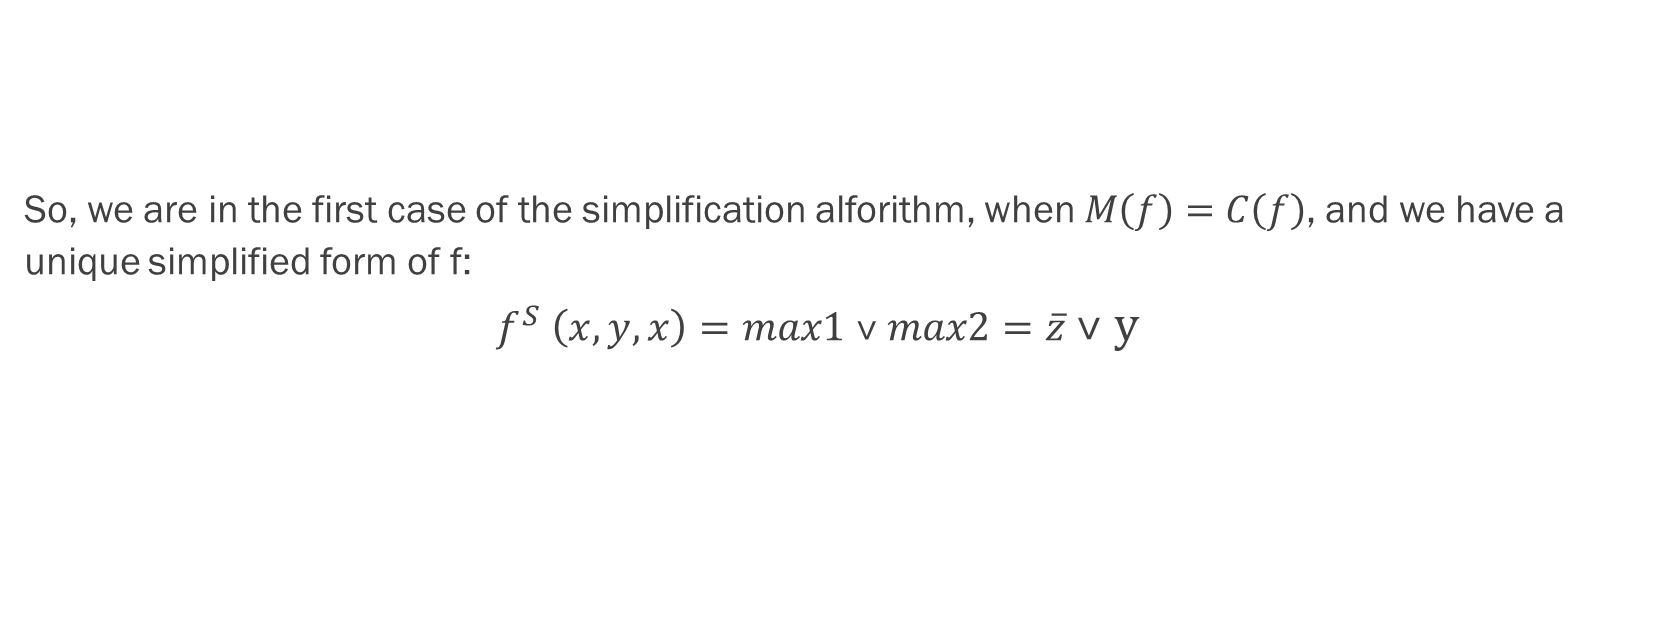 So, we are in the first case of the simplification alforithm, when M(f) = C(f), and we have a
unique simplified form of f:
f^S (x, y, x) = max1 ∨ max2 = z̄ ∨ y